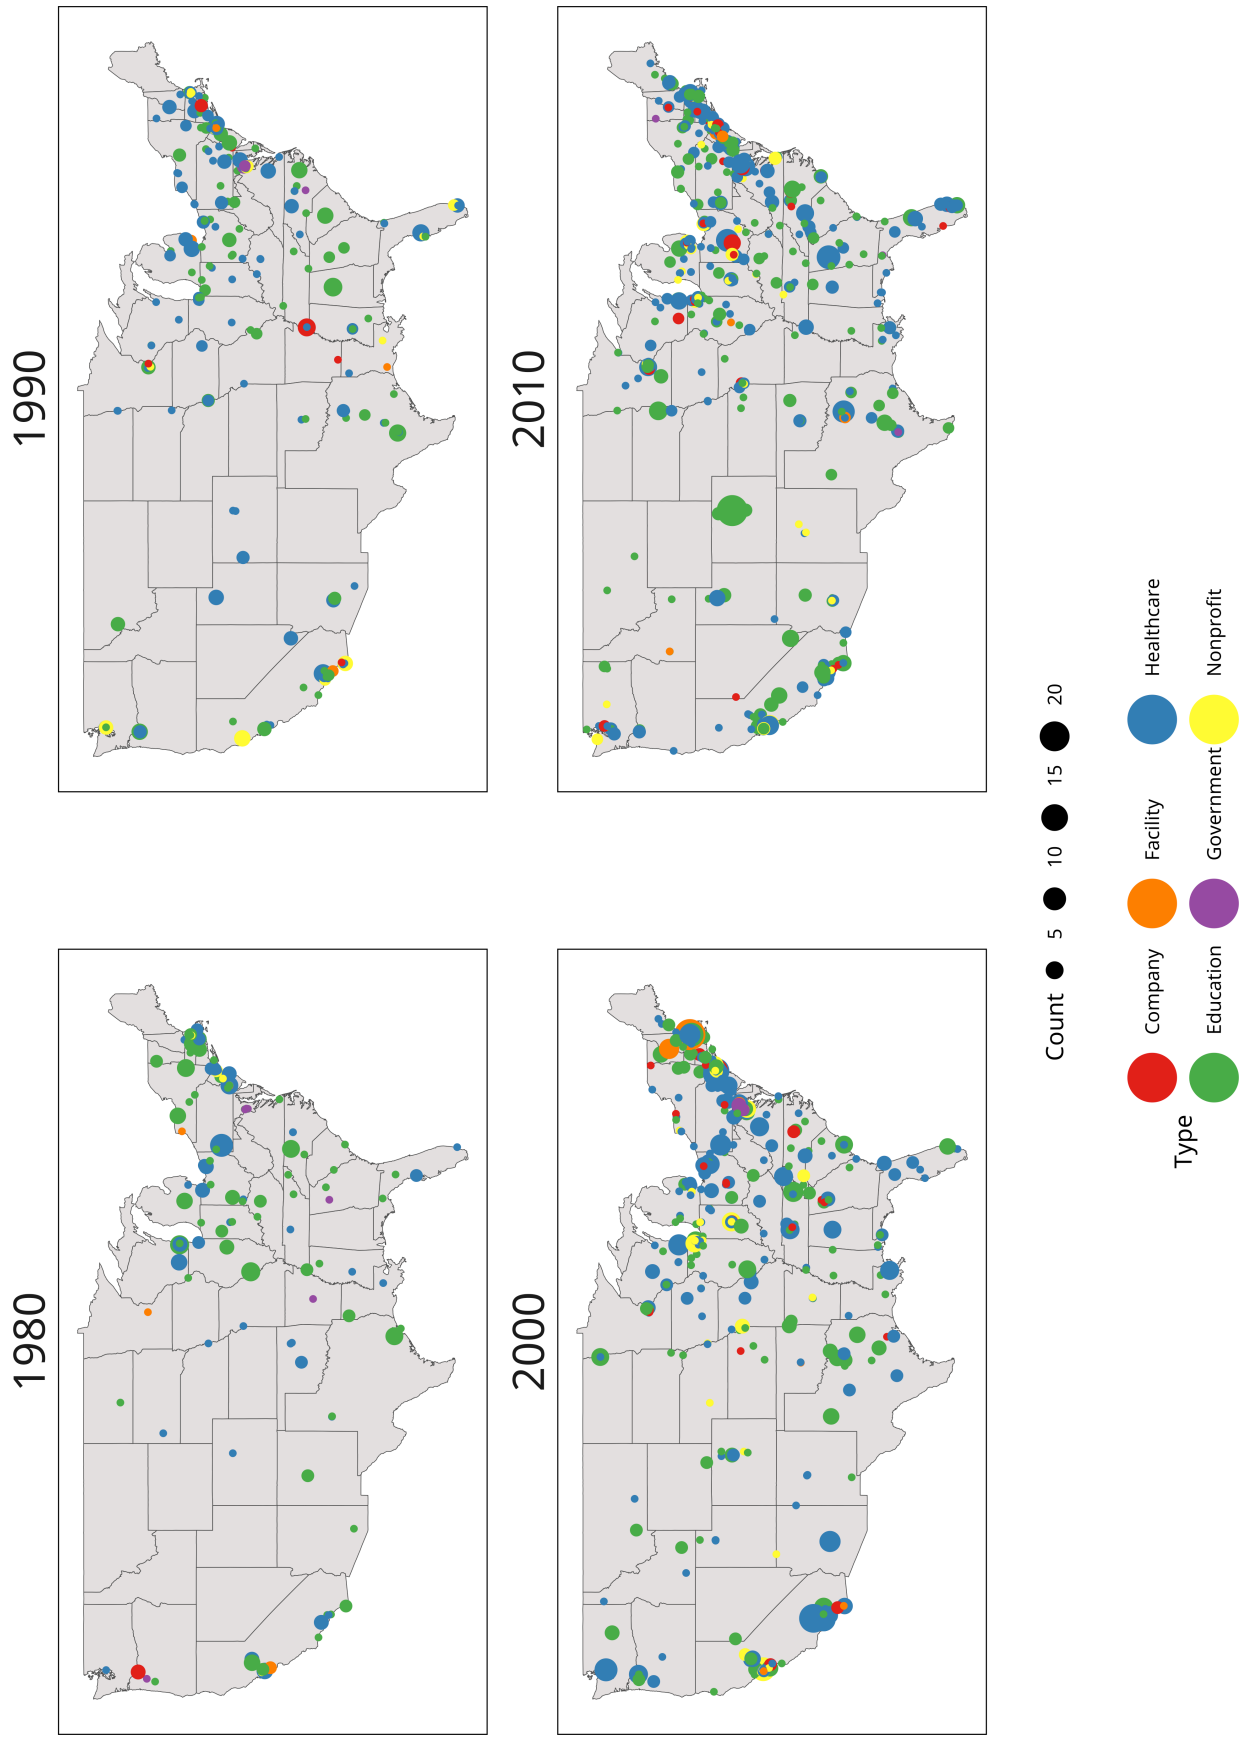 1980
1990
2000
2010
Count 5 10 15 20
Type
Company Facility Healthcare
Education Government Nonprofit